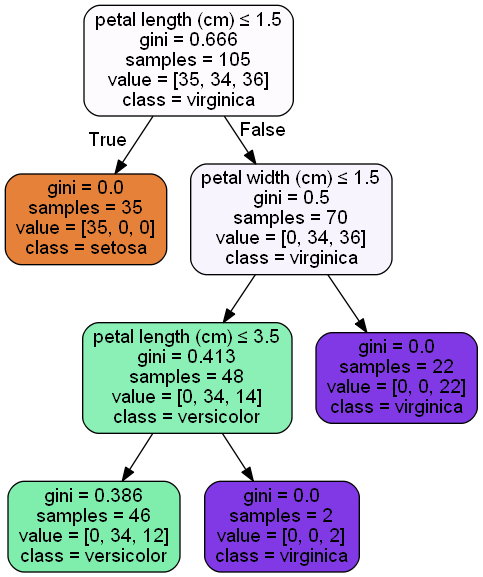 petal length (cm) ≤ 1.5
gini = 0.666
samples = 105
value = [35, 34, 36]
class = virginica
True
False
gini = 0.0
samples = 35
value = [35, 0, 0]
class = setosa
petal width (cm) ≤ 1.5
gini = 0.5
samples = 70
value = [0, 34, 36]
class = virginica
petal length (cm) ≤ 3.5
gini = 0.413
samples = 48
value = [0, 34, 14]
class = versicolor
gini = 0.0
samples = 22
value = [0, 0, 22]
class = virginica
gini = 0.386
samples = 46
value = [0, 34, 12]
class = versicolor
gini = 0.0
samples = 2
value = [0, 0, 2]
class = virginica